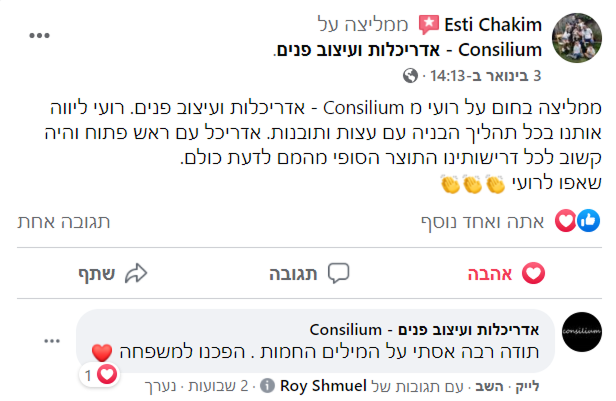 Esti Chakim ממליצה על
Consilium - אדריכלות ועיצוב פנים.
3 בינואר ב-14:13 ·
ממליצה בחום על רועי מ Consilium - אדריכלות ועיצוב פנים. רועי ליווה
אותנו בכל תהליך הבניה עם עצות ותובנות. אדריכל עם ראש פתוח והיה
קשוב לכל דרישותינו התוצר הסופי מהמם לדעת כולם.
שאפו לרועי 👏👏👏
אתה ואחד נוסף
תגובה אחת
אהבה
תגובה
שתף
consilium
אדריכלות ועיצוב פנים - Consilium
תודה רבה אסתי על המילים החמות . הפכנו למשפחה ❤️
1
לייק · השב · עם תגובות של Roy Shmuel · 2 שבועות · נערך